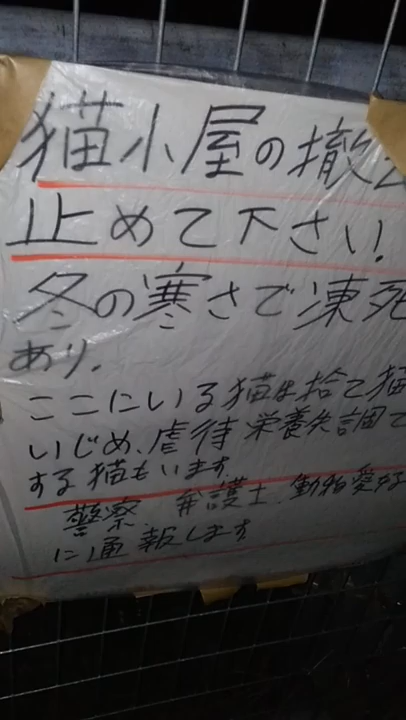 猫小屋の撤去
止めて下さい!
冬の寒さで凍死
あり。
ここにいる猫は捨て猫
いじめ、虐待 栄養失調で
する猫もいます
警察、弁護士、動物愛護
に通報します